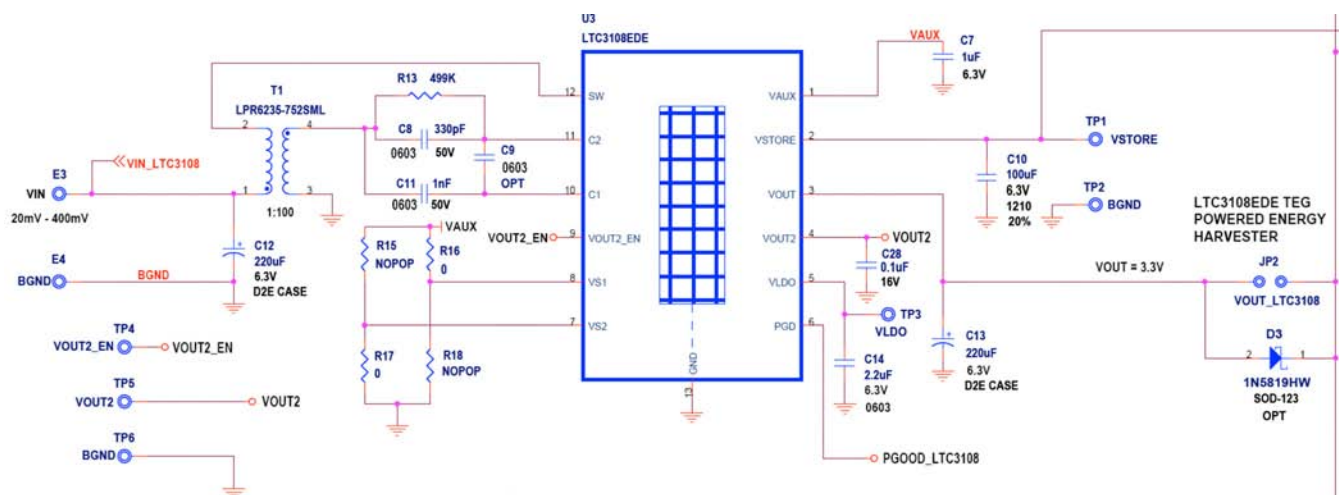 U3
LTC3108EDE
VAUX
C7
1uF
6.3V
R13 499K
T1
LPR6235-752SML
12 SW
VAUX 1
2
4
C8 330pF
0603 50V
11 C2
VSTORE 2
TP1
VSTORE
VIN_LTC3108
C9
0603
OPT
E3
VIN
20mV - 400mV
1
3
1:100
C11 1nF
0603 50V
10 C1
VOUT 3
C10
100uF
6.3V
1210
20%
TP2
BGND
LTC3108EDE TEG
POWERED ENERGY
HARVESTER
C12
220uF
6.3V
D2E CASE
VAUX
VOUT2_EN
9 VOUT2_EN
VOUT2 4
VOUT2
R15
NOPOP
R16
0
C28
0.1uF
16V
VOUT = 3.3V
JP2
VOUT_LTC3108
E4
BGND
BGND
8 VS1
VLDO 5
TP3
VLDO
7 VS2
PGD 6
TP4
VOUT2_EN
VOUT2_EN
R17
0
R18
NOPOP
GND
13
C14
2.2uF
6.3V
0603
C13
220uF
6.3V
D2E CASE
D3
2
1
1N5819HW
SOD-123
OPT
TP5
VOUT2
VOUT2
TP6
BGND
PGOOD_LTC3108